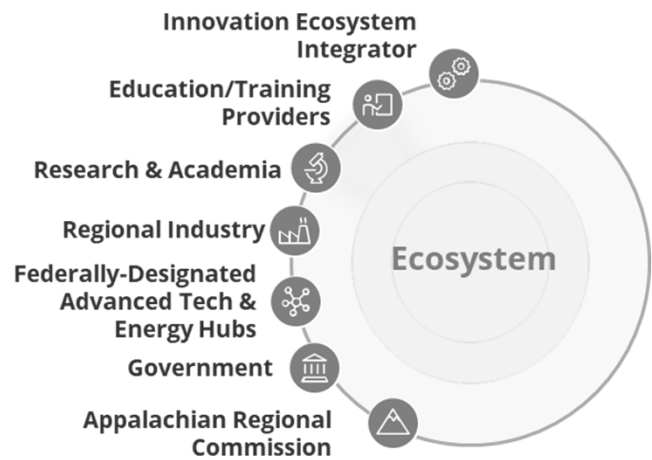 Innovation Ecosystem
Integrator
Education/Training
Providers
Research & Academia
Regional Industry
Federally-Designated
Advanced Tech &
Energy Hubs
Government
Appalachian Regional
Commission
Ecosystem